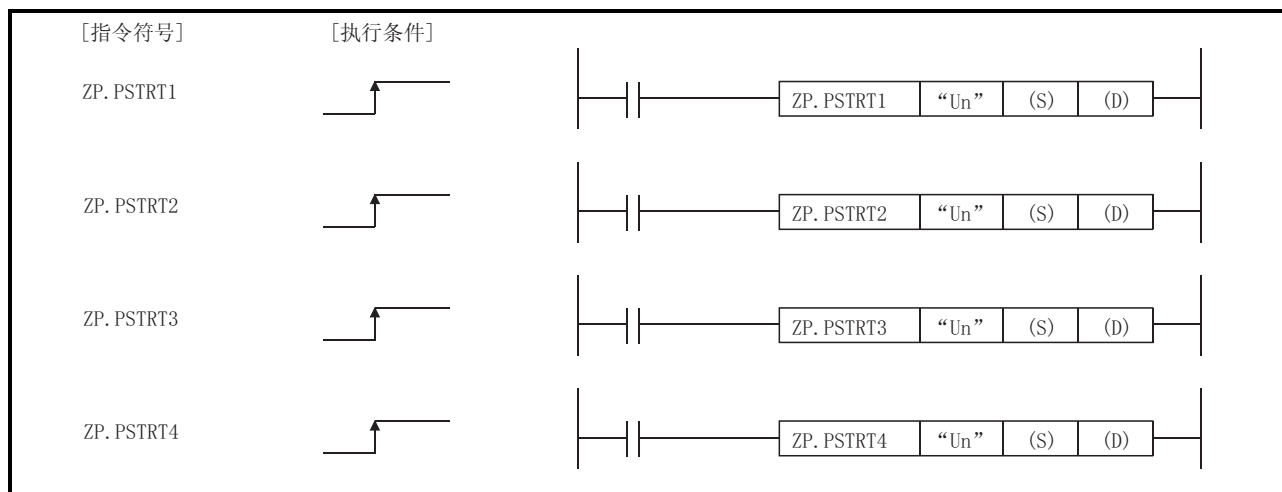 [指令符号] [执行条件]
ZP.PSTRT1 ZP.PSTRT1 “Un” (S) (D)
ZP.PSTRT2 ZP.PSTRT2 “Un” (S) (D)
ZP.PSTRT3 ZP.PSTRT3 “Un” (S) (D)
ZP.PSTRT4 ZP.PSTRT4 “Un” (S) (D)